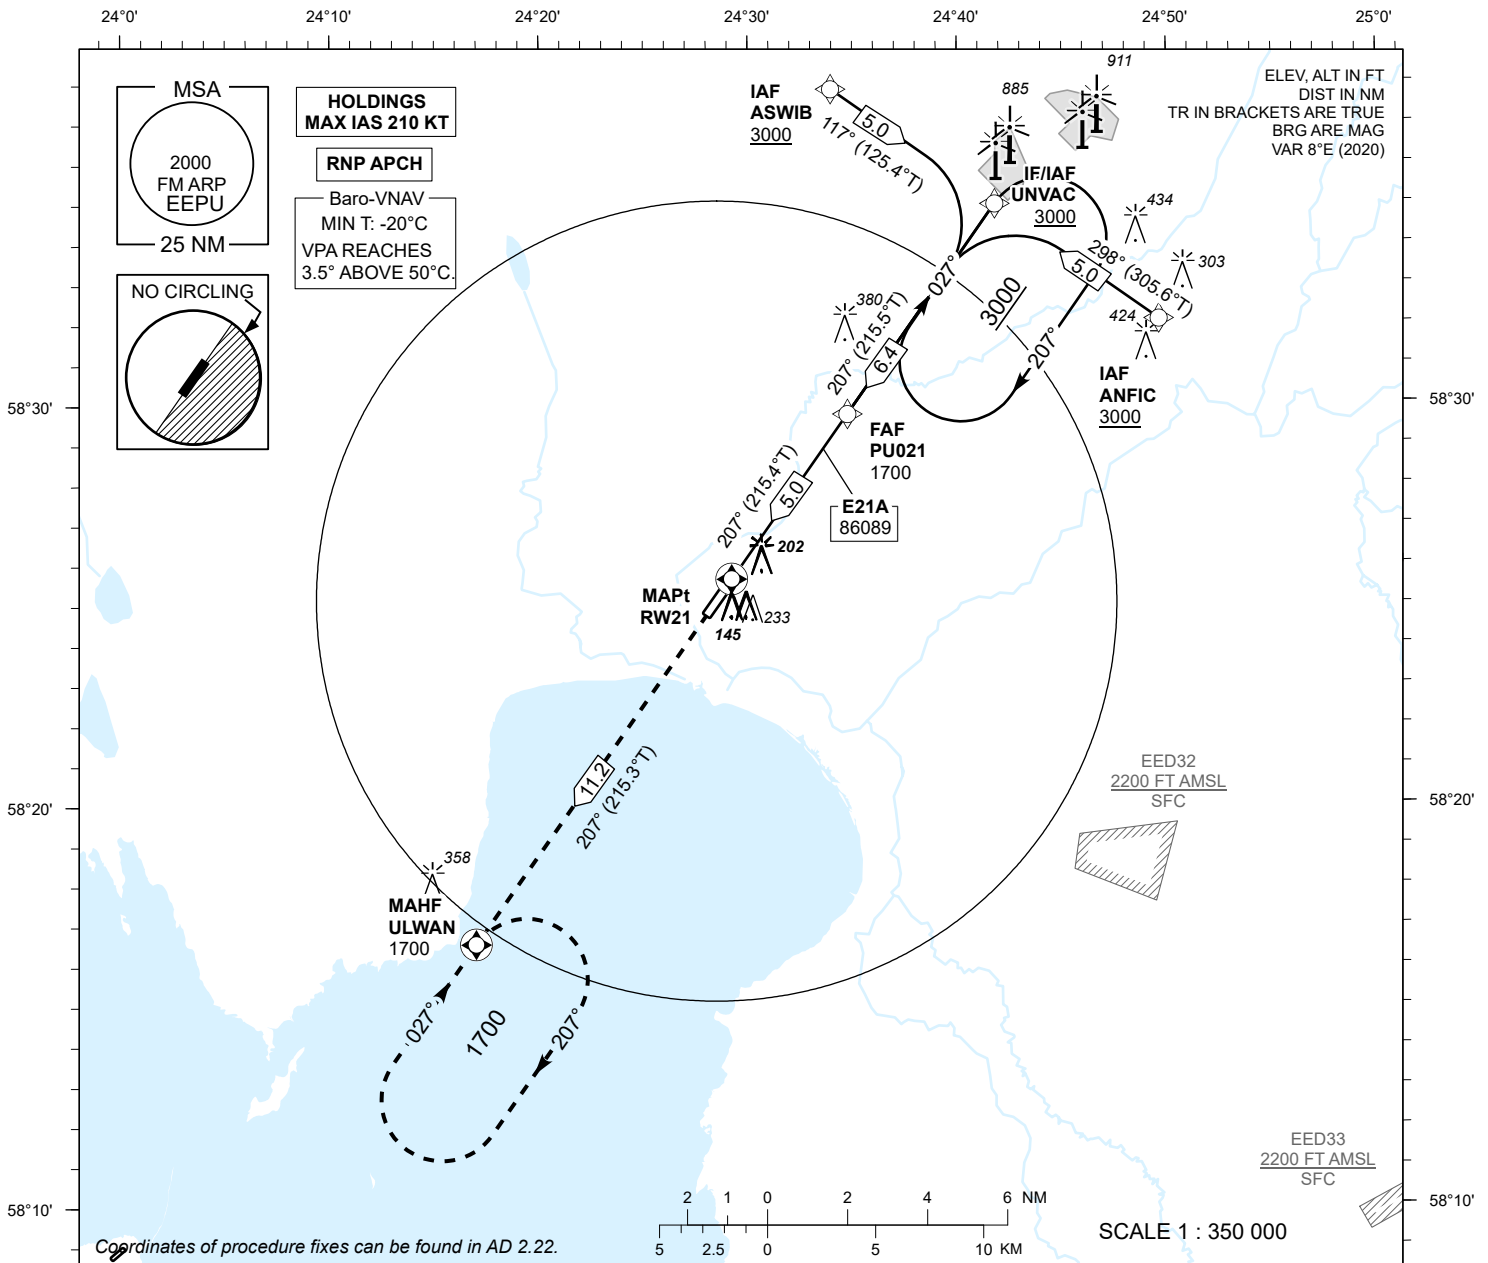 24°0'
24°10'
24°20'
24°30'
24°40'
24°50'
25°0'
MSA
2000
FM ARP
EEPU
25 NM
HOLDINGS
MAX IAS 210 KT
RNP APCH
Baro-VNAV
MIN T: -20°C
VPA REACHES
3.5° ABOVE 50°C.
NO CIRCLING
IAF
ASWIB
3000
5.0
117° (125.4°T)
885
911
ELEV, ALT IN FT
DIST IN NM
TR IN BRACKETS ARE TRUE
BRG ARE MAG
VAR 8°E (2020)
IF/IAF
UNVAC
3000
434
303
298° (305.6°T)
5.0
424
IAF
ANFIC
3000
027°
3000
207°
380
207° (215.5°T)
6.4
58°30'
58°30'
FAF
PU021
1700
207° (215.4°T)
5.0
E21A
86089
202
MAPt
RW21
233
145
11.2
207° (215.3°T)
EED32
2200 FT AMSL
SFC
58°20'
58°20'
358
MAHF
ULWAN
1700
027°
1700
207°
EED33
2200 FT AMSL
SFC
58°10'
58°10'
2 1 0 2 4 6 NM
5 2.5 0 5 10 KM
SCALE 1 : 350 000
Coordinates of procedure fixes can be found in AD 2.22.